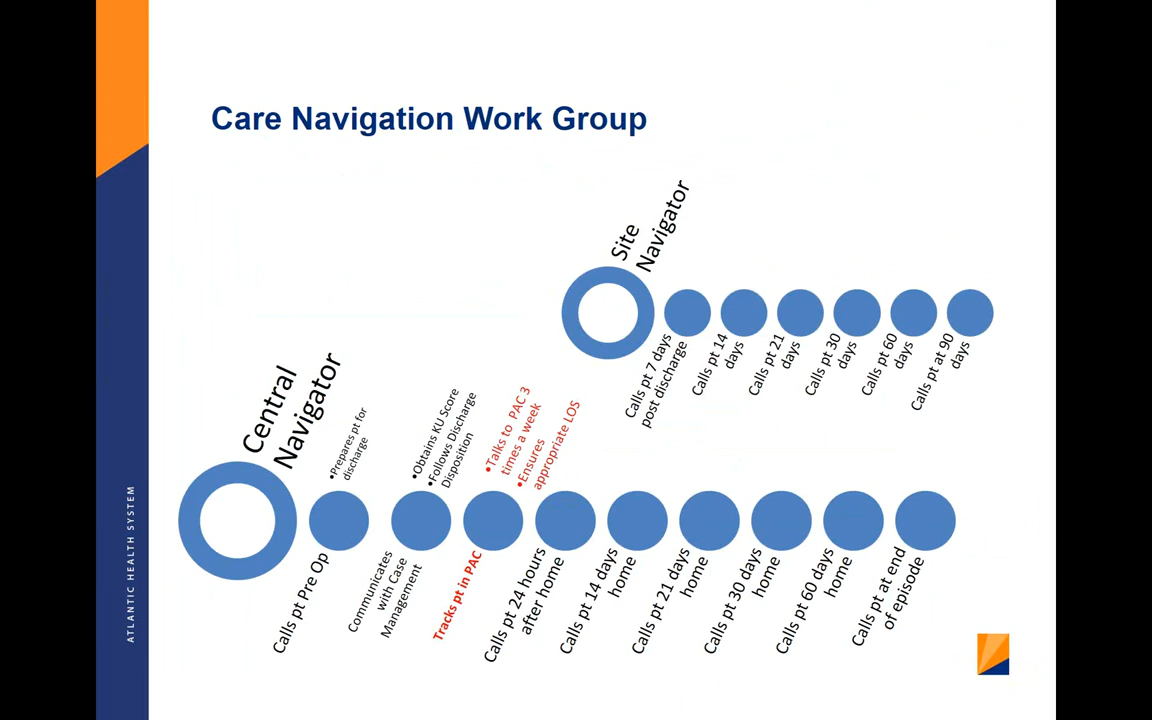 Care Navigation Work Group
Site
Navigator
Calls pt 7 days
post discharge
Calls pt 14
days
Calls pt 21
days
Calls pt 30
days
Calls pt 60
days
Calls pt at 90
days
Central
Navigator
•Prepares pt for
discharge
•Obtains KU Score
•Follows Discharge
Disposition
•Talks to PAC 3
times a week
•Ensures
appropriate LOS
Calls pt Pre Op
Communicates
with Case
Management
Tracks pt in PAC
Calls pt 24 hours
after home
Calls pt 14 days
home
Calls pt 21 days
home
Calls pt 30 days
home
Calls pt 60 days
home
Calls pt at end
of episode
ATLANTIC HEALTH SYSTEM